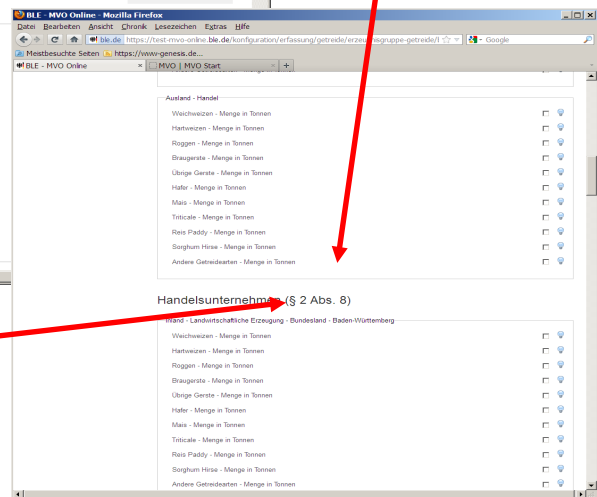 BLE - MVO Online - Mozilla Firefox
Datei Bearbeiten Ansicht Chronik Lesezeichen Extras Hilfe
ble.de https://test-mvo-online.ble.de/konfiguration/erfassung/getreide/erzeugnisgruppe-getreide/ Google
Meistbesuchte Seiten https://www-genesis.de...
BLE - MVO Online × MVO | MVO Start × +
Ausland - Handel
Weichweizen - Menge in Tonnen
Hartweizen - Menge in Tonnen
Roggen - Menge in Tonnen
Braugerste - Menge in Tonnen
Übrige Gerste - Menge in Tonnen
Hafer - Menge in Tonnen
Mais - Menge in Tonnen
Triticale - Menge in Tonnen
Reis Paddy - Menge in Tonnen
Sorghum Hirse - Menge in Tonnen
Andere Getreidearten - Menge in Tonnen
Handelsunternehmen (§ 2 Abs. 8)
Inland - Landwirtschaftliche Erzeugung - Bundesland - Baden-Württemberg
Weichweizen - Menge in Tonnen
Hartweizen - Menge in Tonnen
Roggen - Menge in Tonnen
Braugerste - Menge in Tonnen
Übrige Gerste - Menge in Tonnen
Hafer - Menge in Tonnen
Mais - Menge in Tonnen
Triticale - Menge in Tonnen
Reis Paddy - Menge in Tonnen
Sorghum Hirse - Menge in Tonnen
Andere Getreidearten - Menge in Tonnen